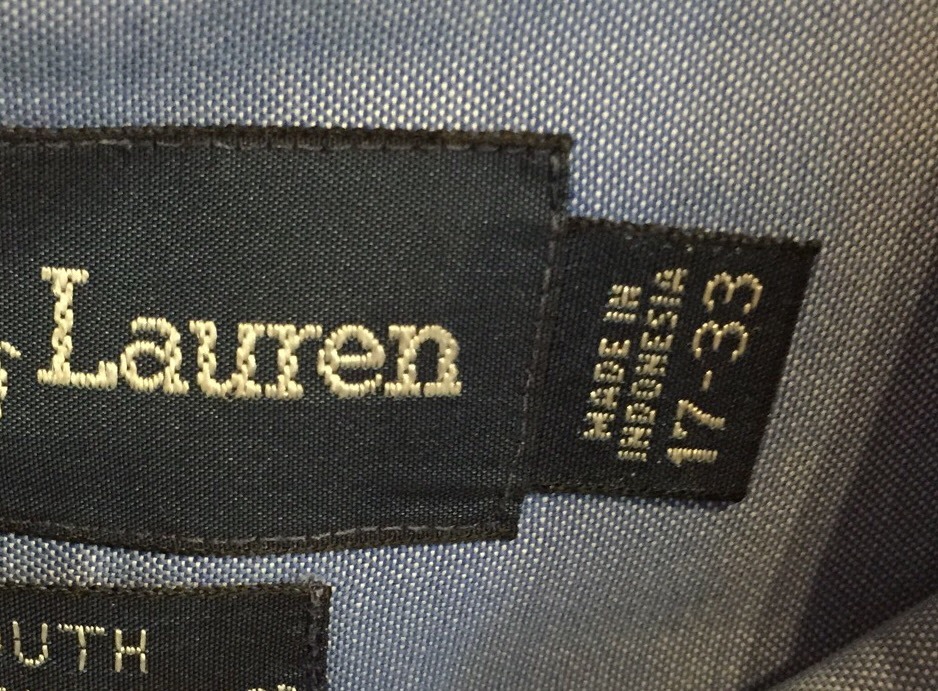 Lauren
MADE IN
INDONESIA
17-33
UTH